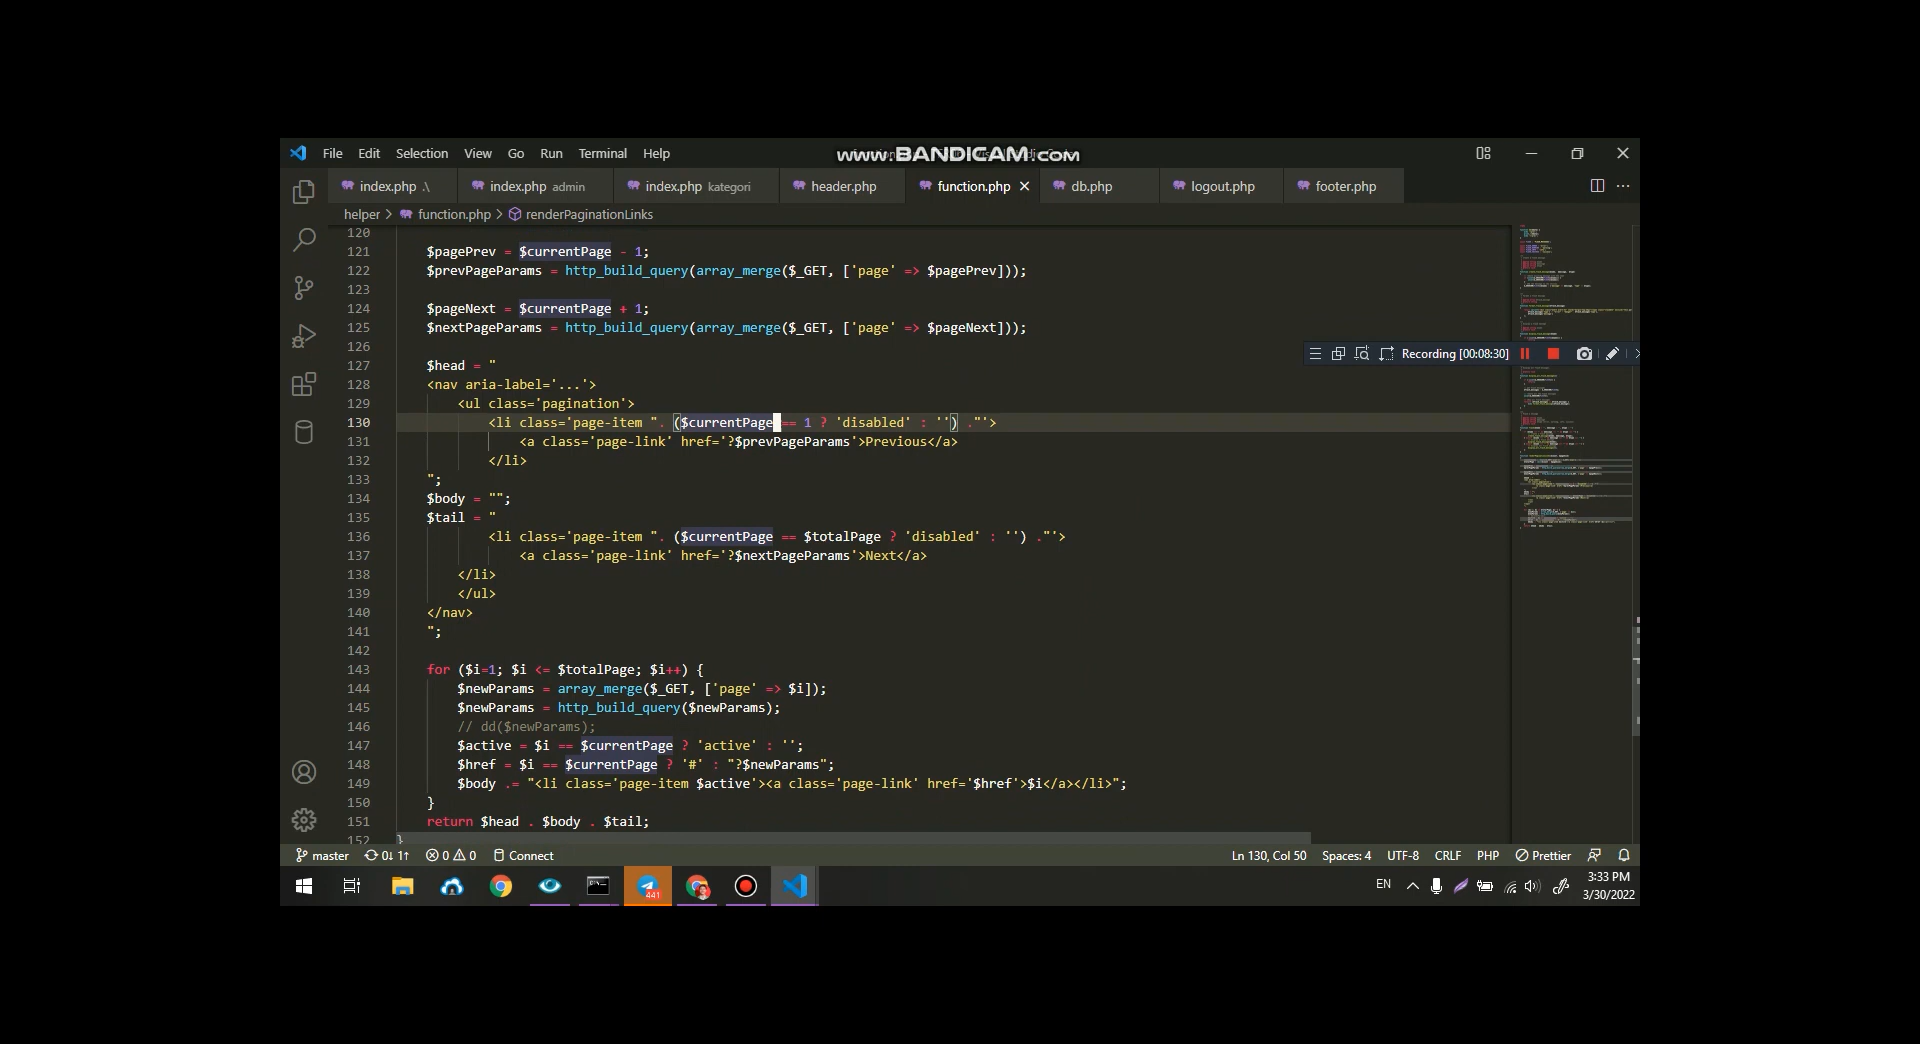 File Edit Selection View Go Run Terminal Help
www.BANDICAM.com
index.php .\ index.php admin index.php kategori header.php function.php db.php logout.php footer.php
helper > function.php > renderPaginationLinks
120
121 $pagePrev = $currentPage - 1;
122 $prevPageParams = http_build_query(array_merge($_GET, ['page' => $pagePrev]));
123
124 $pageNext = $currentPage + 1;
125 $nextPageParams = http_build_query(array_merge($_GET, ['page' => $pageNext]));
126
127 $head = "
128 <nav aria-label='...'>
129 <ul class='pagination'>
130 <li class='page-item ". ($currentPage == 1 ? 'disabled' : '') ."'>
131 <a class='page-link' href='?$prevPageParams'>Previous</a>
132 </li>
133 ";
134 $body = "";
135 $tail = "
136 <li class='page-item ". ($currentPage == $totalPage ? 'disabled' : '') ."'>
137 <a class='page-link' href='?$nextPageParams'>Next</a>
138 </li>
139 </ul>
140 </nav>
141 ";
142
143 for ($i=1; $i <= $totalPage; $i++) {
144 $newParams = array_merge($_GET, ['page' => $i]);
145 $newParams = http_build_query($newParams);
146 // dd($newParams);
147 $active = $i == $currentPage ? 'active' : '';
148 $href = $i == $currentPage ? '#' : "?$newParams";
149 $body .= "<li class='page-item $active'><a class='page-link' href='$href'>$i</a></li>";
150 }
151 return $head . $body . $tail;
152 }
Recording [00:08:30]
master 0↓ 1↑ 0 0 Connect Ln 130, Col 50 Spaces: 4 UTF-8 CRLF PHP Prettier
441
EN
3:33 PM
3/30/2022